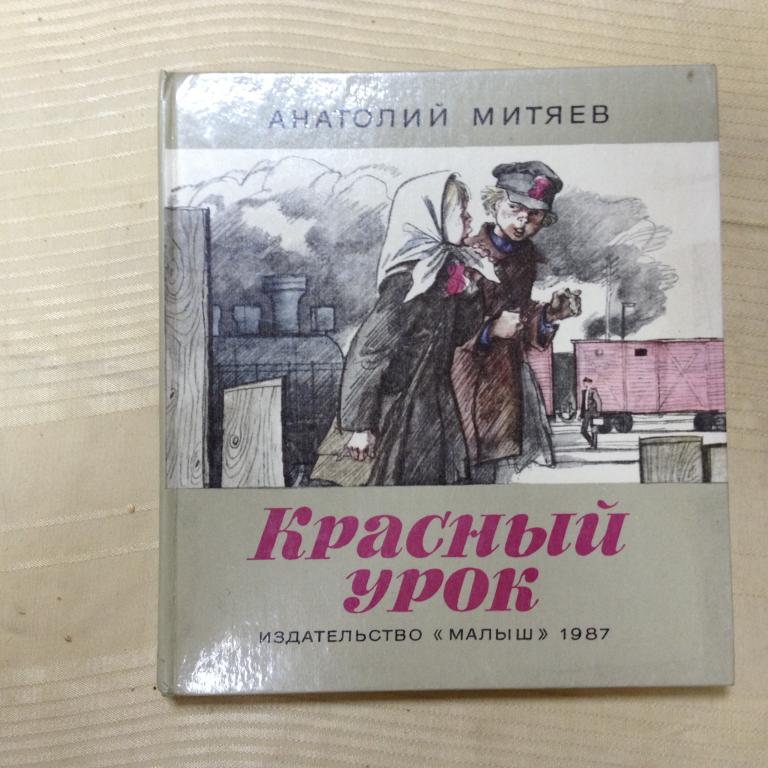 АНАТОЛИЙ МИТЯЕВ
Красный
урок
ИЗДАТЕЛЬСТВО «МАЛЫШ» 1987